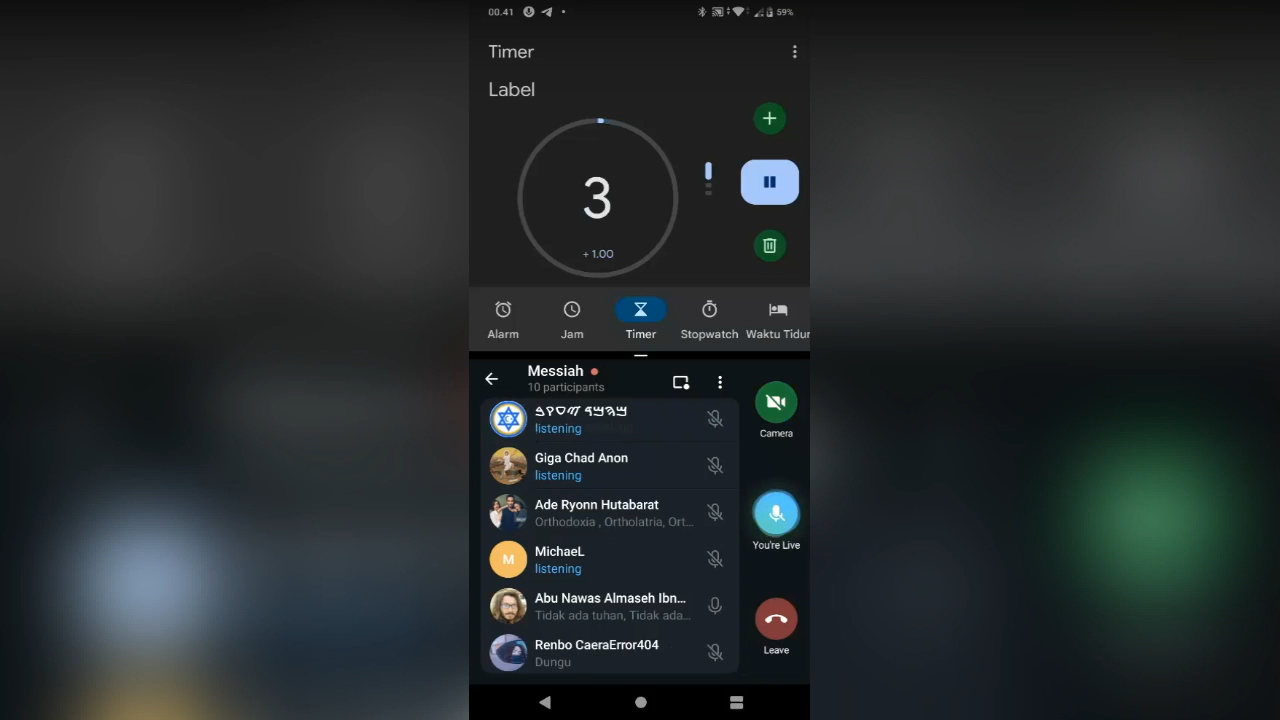 00.41
59%
Timer
Label
3
+ 1.00
Alarm
Jam
Timer
Stopwatch
Waktu Tidur
Messiah
10 participants
listening
Giga Chad Anon
listening
Ade Ryonn Hutabarat
Orthodoxia , Ortholatria, Ort...
M
MichaeL
listening
Abu Nawas Almaseh Ibn...
Tidak ada tuhan, Tidak ada...
Renbo CaeraError404
Dungu
Camera
You're Live
Leave